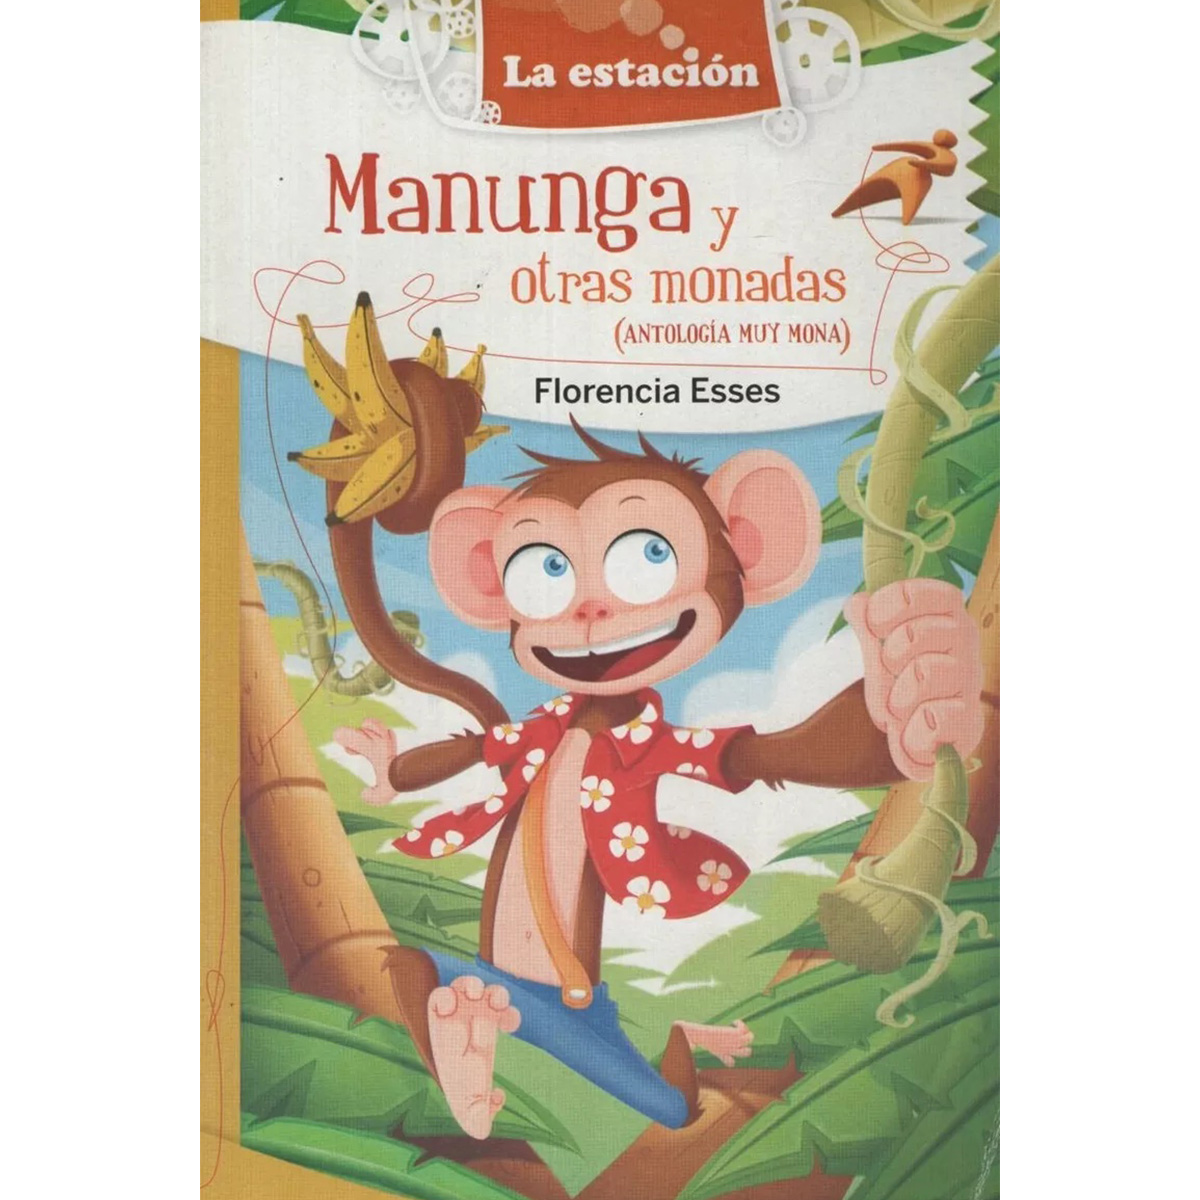 La estación
Manunga y
otras monadas
(ANTOLOGÍA MUY MONA)
Florencia Esses